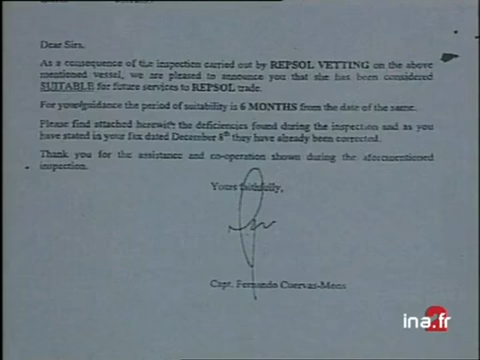 Dear Sirs,
As a consequence of the inspection carried out by REPSOL VETTING on the above
mentioned vessel, we are pleased to announce you that she has been considered
SUITABLE for future services to REPSOL trade.
For your guidance the period of suitability is 6 MONTHS from the date of the same.
Please find attached herewith the deficiencies found during the inspection and as you
have stated in your fax dated December 8th they have already been corrected.
Thank you for the assistance and co-operation shown during the aforementioned
inspection.
Yours faithfully,
Capt. Fernando Cuervas-Mons
ina.fr
2